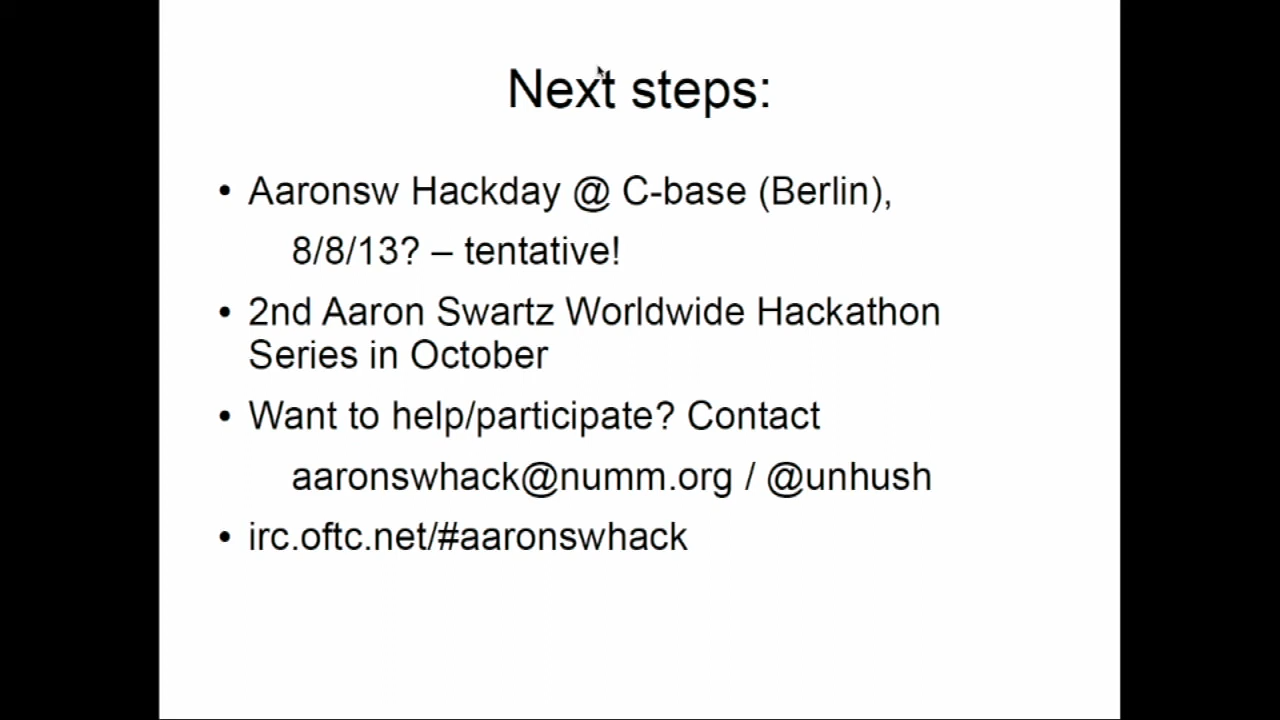 Next steps:
• Aaronsw Hackday @ C-base (Berlin),
8/8/13? – tentative!
• 2nd Aaron Swartz Worldwide Hackathon
Series in October
• Want to help/participate? Contact
aaronswhack@numm.org / @unhush
• irc.oftc.net/#aaronswhack